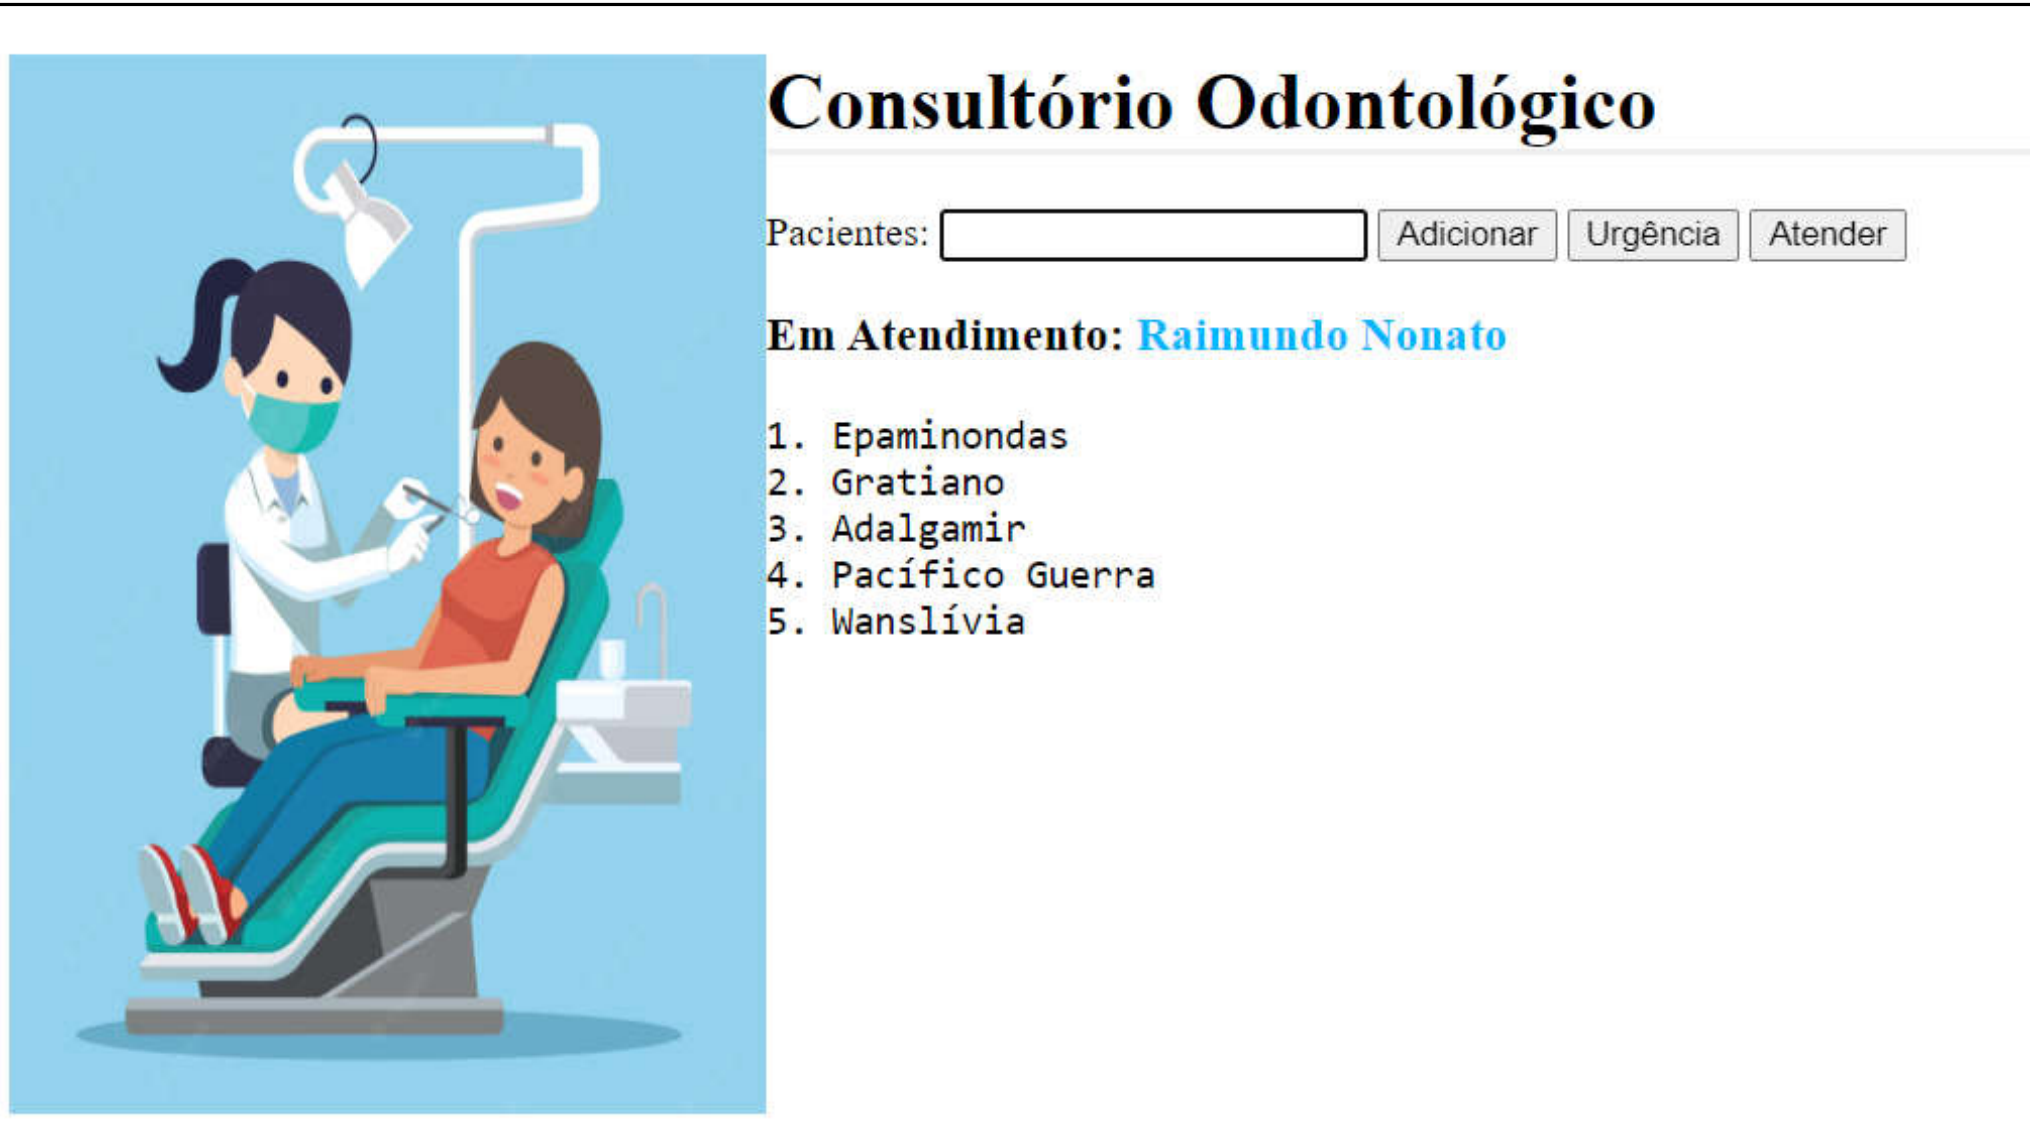 Consultório Odontológico
Pacientes: Adicionar Urgência Atender
Em Atendimento: Raimundo Nonato
1. Epaminondas
2. Gratiano
3. Adalgamir
4. Pacífico Guerra
5. Wanslívia